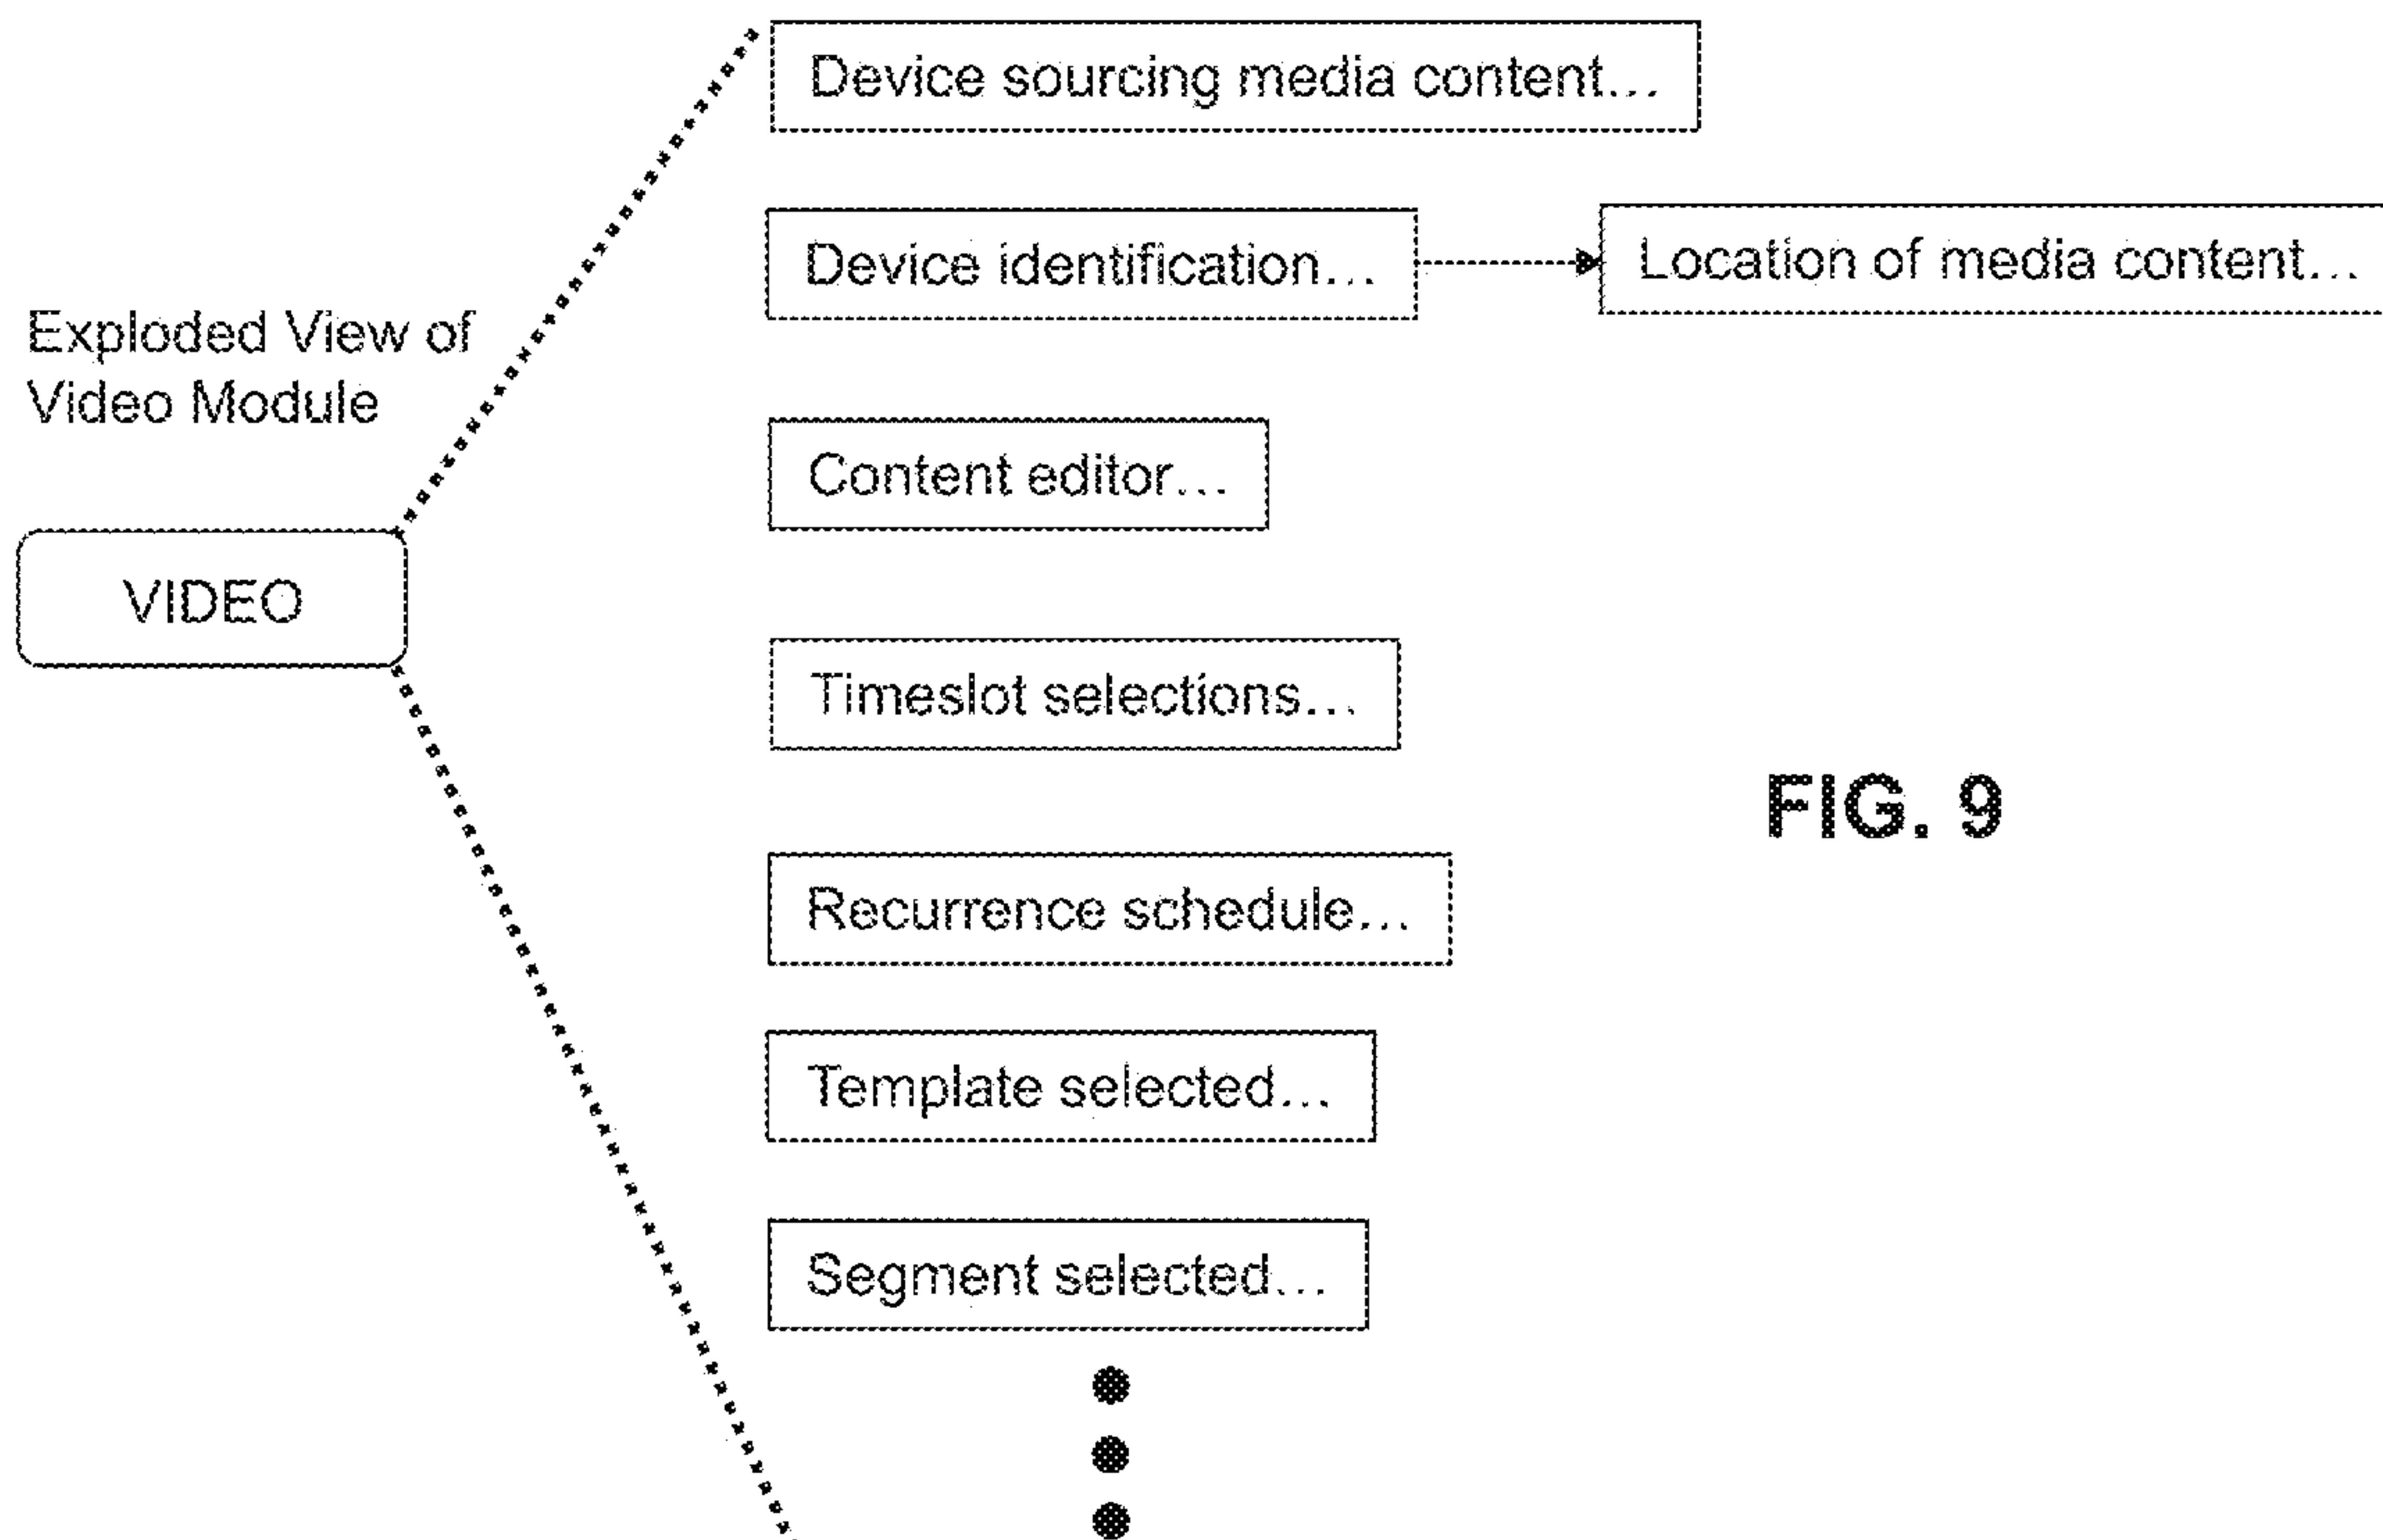 Device sourcing media content...
Device identification...
Location of media content...
Exploded View of
Video Module
Content editor...
VIDEO
Timeslot selections...
FIG. 9
Recurrence schedule...
Template selected...
Segment selected...